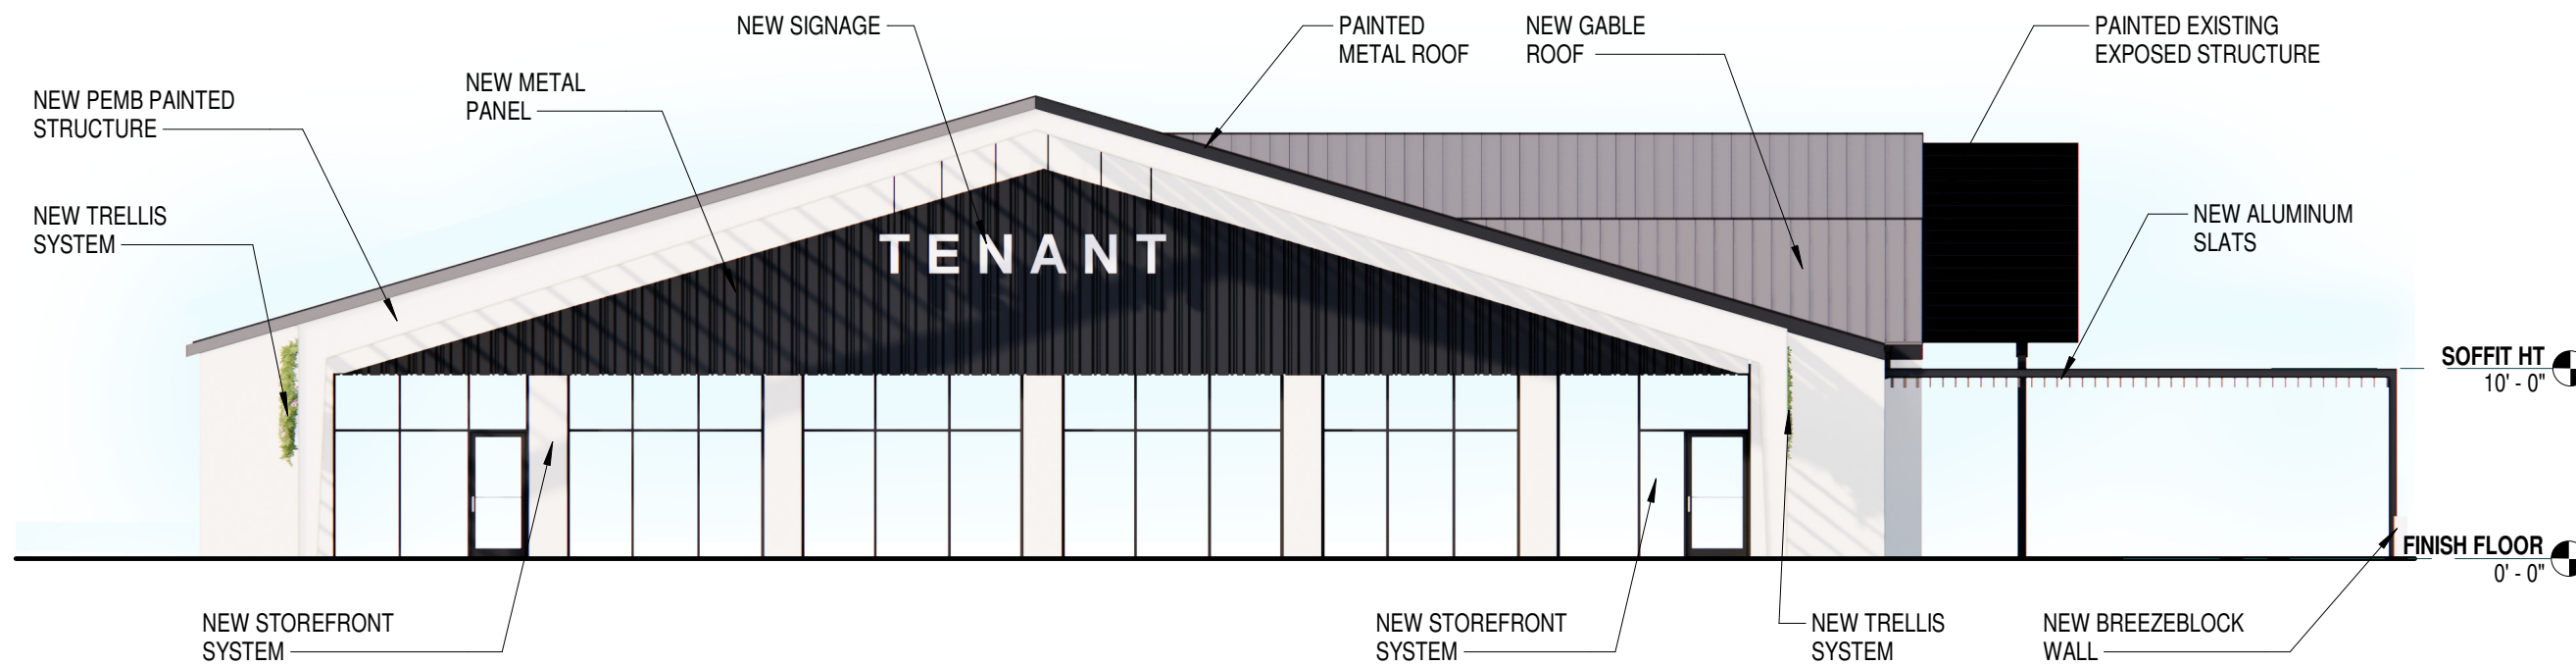 NEW SIGNAGE
PAINTED
METAL ROOF
NEW GABLE
ROOF
PAINTED EXISTING
EXPOSED STRUCTURE
NEW METAL
PANEL
NEW PEMB PAINTED
STRUCTURE
NEW TRELLIS
SYSTEM
NEW ALUMINUM
SLATS
TENANT
SOFFIT HT
10' - 0"
FINISH FLOOR
0' - 0"
NEW STOREFRONT
SYSTEM
NEW STOREFRONT
SYSTEM
NEW TRELLIS
SYSTEM
NEW BREEZEBLOCK
WALL